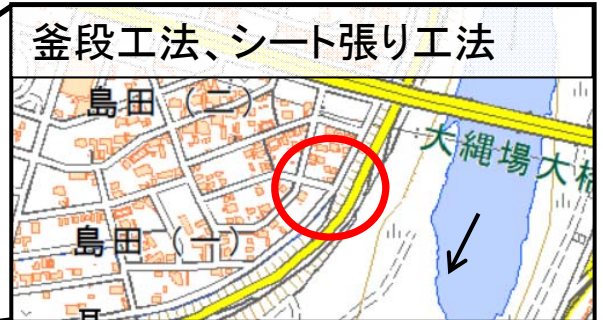 釜段工法、シート張り工法
島田（二）
大縄場大橋
島田（一）